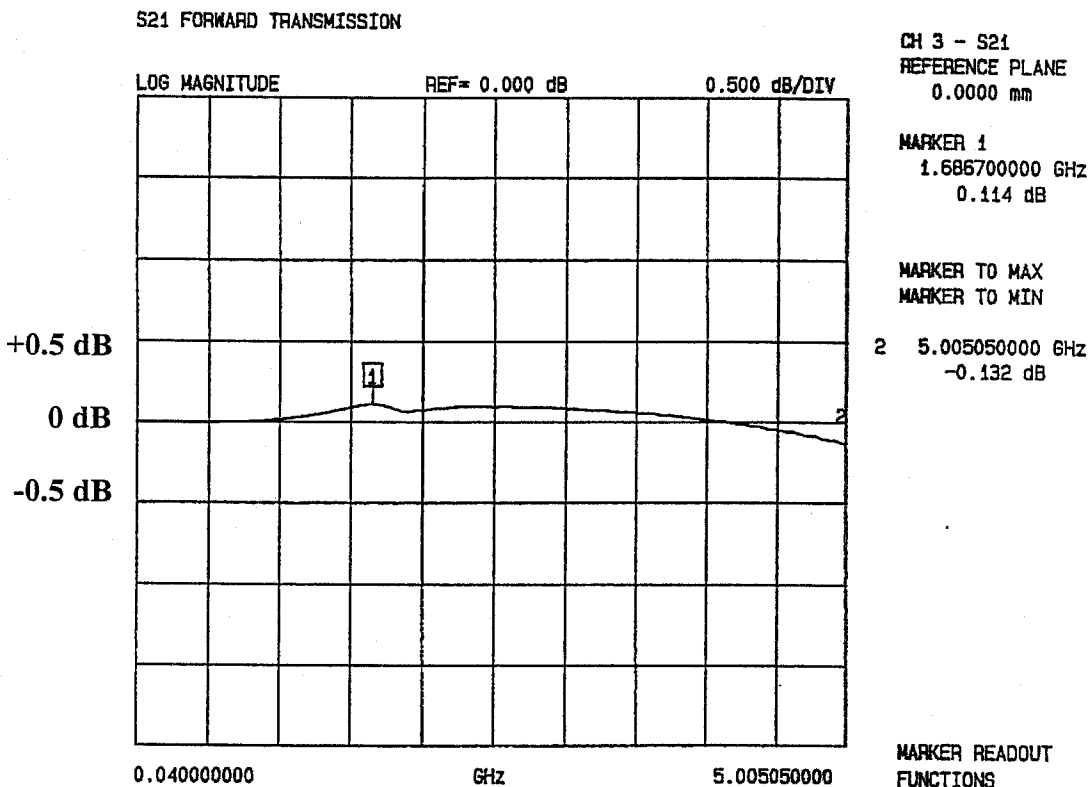 S21 FORWARD TRANSMISSION
LOG MAGNITUDE REF= 0.000 dB 0.500 dB/DIV
CH 3 - S21
REFERENCE PLANE
0.0000 mm
MARKER 1
1.686700000 GHz
0.114 dB
MARKER TO MAX
MARKER TO MIN
2 5.005050000 GHz
-0.132 dB
+0.5 dB
0 dB
-0.5 dB
1
2
0.040000000 GHz 5.005050000
MARKER READOUT
FUNCTIONS